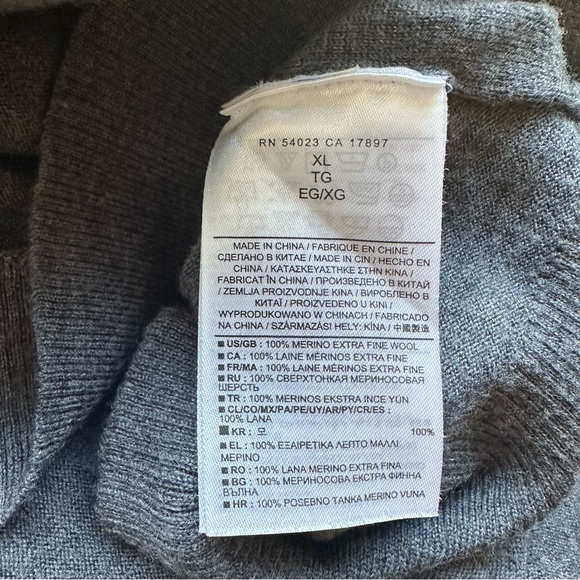 RN 54023 CA 17897
XL
TG
EG/XG
MADE IN CHINA / FABRIQUE EN CHINE /
СДЕЛАНО В КИТАЕ / MADE IN CIN / HECHO EN
CHINA / ΚΑΤΑΣΚΕΥΑΣΤΗΚΕ ΣΤΗΝ ΚΙΝΑ /
FABRICAT ÎN CHINA / ПРОИЗВЕДЕНО В КИТАЙ
/ ZEMLJA PROIZVODNJE KINA / ВИРОБЛЕНО В
КИТАЇ / PROIZVEDENO U KINI /
WYPRODUKOWANO W CHINACH / FABRICADO
NA CHINA / SZÁRMAZÁSI HELY: KÍNA / 中國製造
US/GB : 100% MERINO EXTRA FINE WOOL
CA : 100% LAINE MÉRINOS EXTRA FINE
FR/MA : 100% LAINE MÉRINOS EXTRA FINE
RU : 100% СВЕРХТОНКАЯ МЕРИНОСОВАЯ
ШЕРСТЬ
TR : 100% MERINOS EKSTRA INCE YÜN
CL/CO/MX/PA/PE/UY/AR/PY/CR/ES :
100% LANA
KR : 모 100%
EL : 100% ΕΞΑΙΡΕΤΙΚΑ ΛΕΠΤΟ ΜΑΛΛΙ
ΜΕΡΙΝΟ
RO : 100% LANA MERINO EXTRA FINE
BG : 100% МЕРИНОСОВА ЕКСТРА ФИННА
ВЪЛНА
HR : 100% POSEBNO TANKA MERINO VUNA